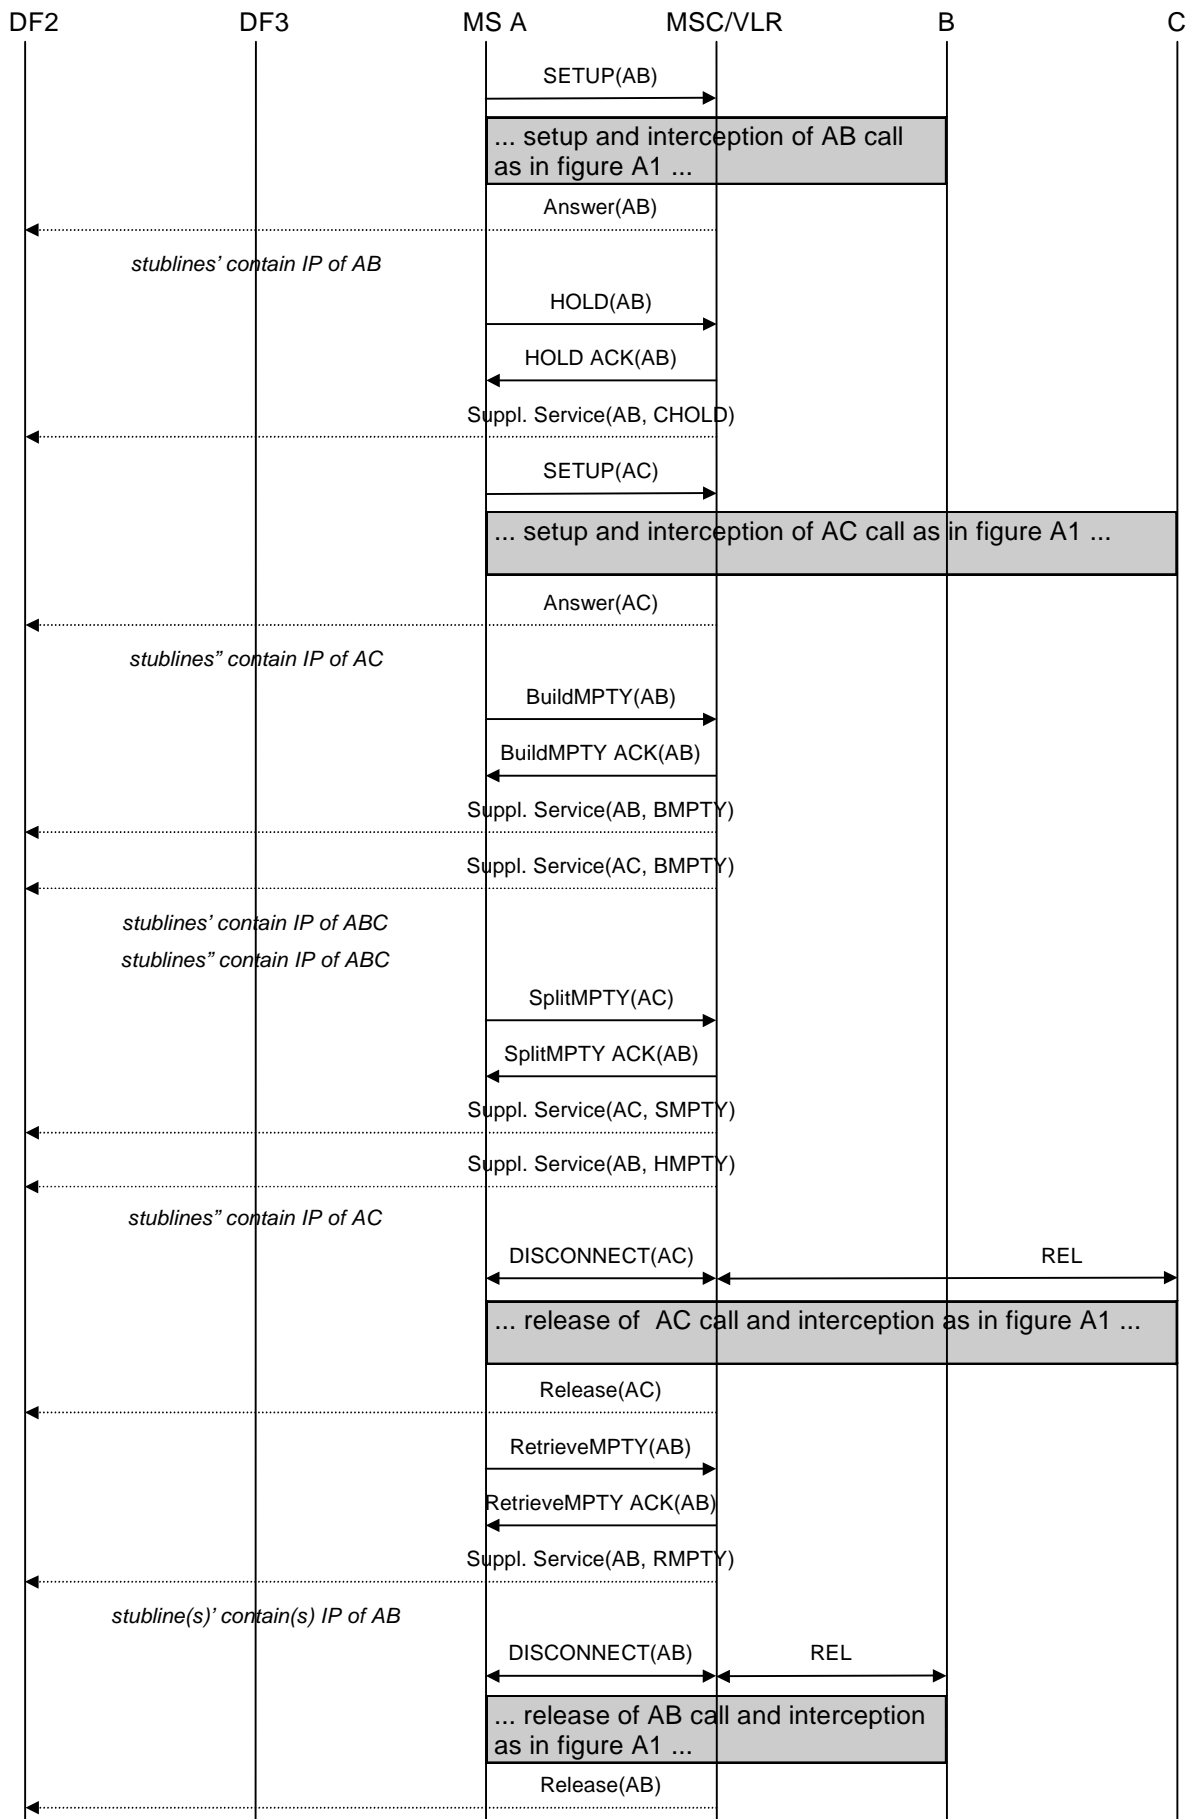 DF2 DF3 MS A MSC/VLR B C
SETUP(AB)
... setup and interception of AB call
as in figure A1 ...
Answer(AB)
stublines’ contain IP of AB
HOLD(AB)
HOLD ACK(AB)
Suppl. Service(AB, CHOLD)
SETUP(AC)
... setup and interception of AC call as in figure A1 ...
Answer(AC)
stublines” contain IP of AC
BuildMPTY(AB)
BuildMPTY ACK(AB)
Suppl. Service(AB, BMPTY)
Suppl. Service(AC, BMPTY)
stublines’ contain IP of ABC
stublines” contain IP of ABC
SplitMPTY(AC)
SplitMPTY ACK(AB)
Suppl. Service(AC, SMPTY)
Suppl. Service(AB, HMPTY)
stublines” contain IP of AC
DISCONNECT(AC) REL
... release of  AC call and interception as in figure A1 ...
Release(AC)
RetrieveMPTY(AB)
RetrieveMPTY ACK(AB)
Suppl. Service(AB, RMPTY)
stubline(s)’ contain(s) IP of AB
DISCONNECT(AB) REL
... release of AB call and interception
as in figure A1 ...
Release(AB)